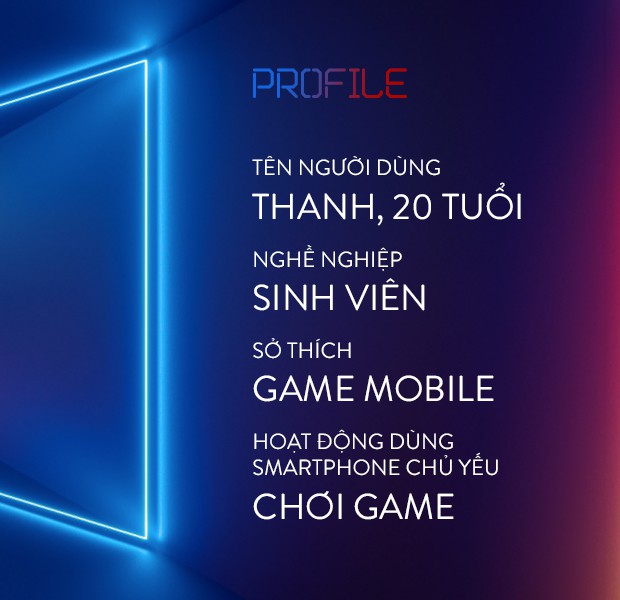 PROFILE
TÊN NGƯỜI DÙNG
THANH, 20 TUỔI
NGHỀ NGHIỆP
SINH VIÊN
SỞ THÍCH
GAME MOBILE
HOẠT ĐỘNG DÙNG
SMARTPHONE CHỦ YẾU
CHƠI GAME